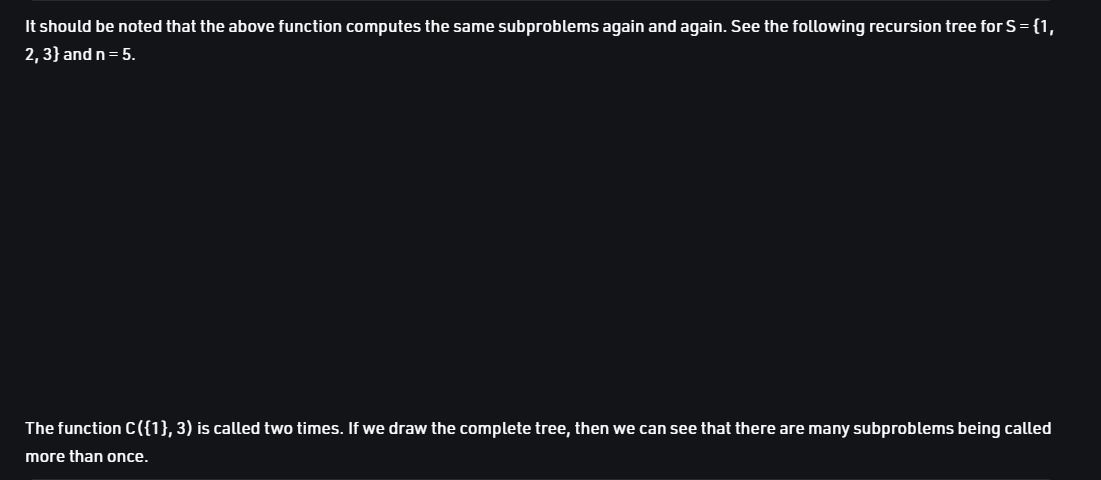 It should be noted that the above function computes the same subproblems again and again. See the following recursion tree for S = {1,
2, 3} and n = 5.
The function C({1}, 3) is called two times. If we draw the complete tree, then we can see that there are many subproblems being called
more than once.